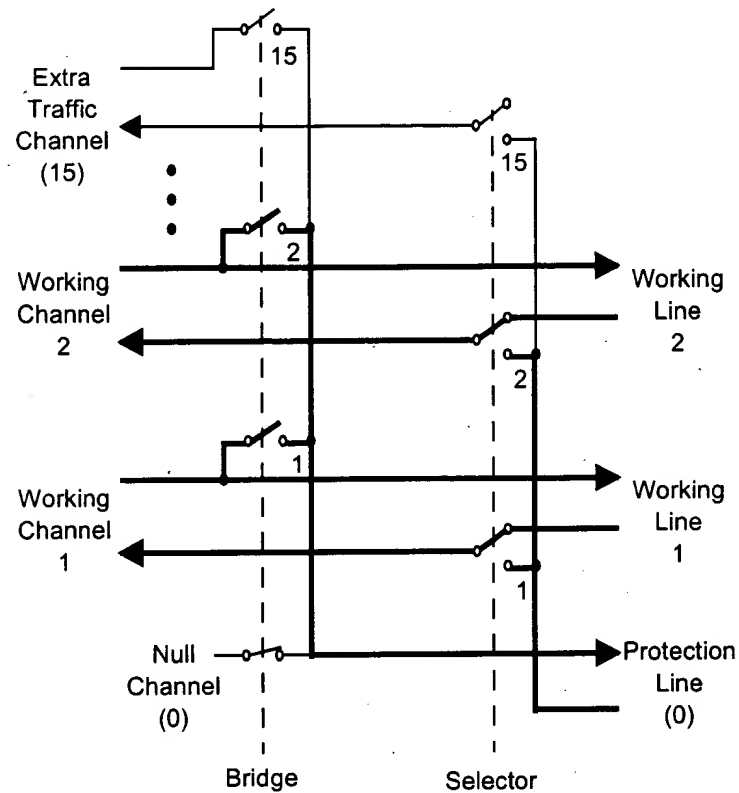 15
Extra
Traffic
Channel
(15)
15
2
Working
Channel
2
Working
Line
2
2
1
Working
Channel
1
Working
Line
1
1
Null
Channel
(0)
Protection
Line
(0)
Bridge
Selector